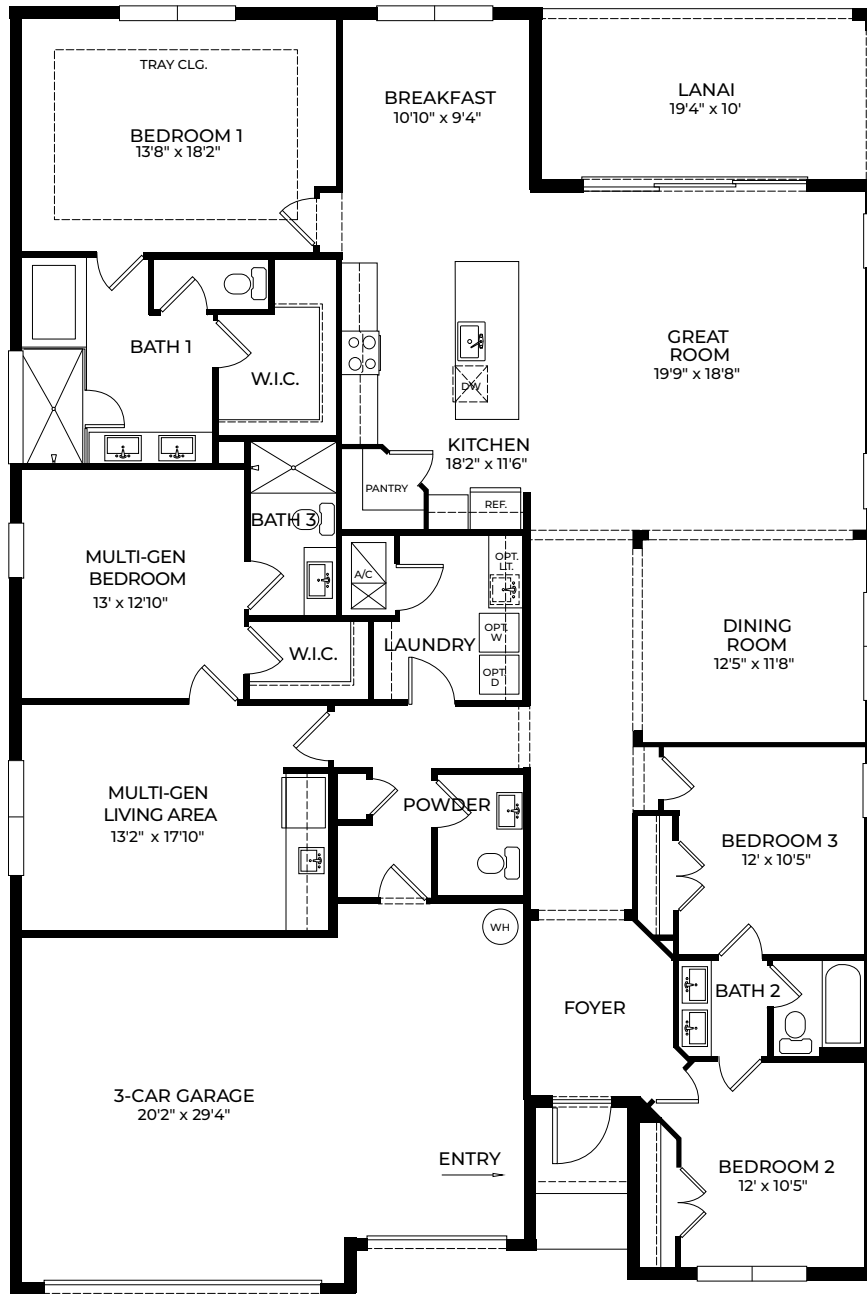 TRAY CLG.
BEDROOM 1
13'8" x 18'2"
BREAKFAST
10'10" x 9'4"
LANAI
19'4" x 10'
BATH 1
W.I.C.
GREAT
ROOM
19'9" x 18'8"
DW
KITCHEN
18'2" x 11'6"
PANTRY
REF.
BATH 3
MULTI-GEN
BEDROOM
13' x 12'10"
A/C
OPT.
LT.
OPT.
W
OPT.
D
LAUNDRY
W.I.C.
DINING
ROOM
12'5" x 11'8"
MULTI-GEN
LIVING AREA
13'2" x 17'10"
POWDER
BEDROOM 3
12' x 10'5"
WH
FOYER
BATH 2
3-CAR GARAGE
20'2" x 29'4"
ENTRY
BEDROOM 2
12' x 10'5"